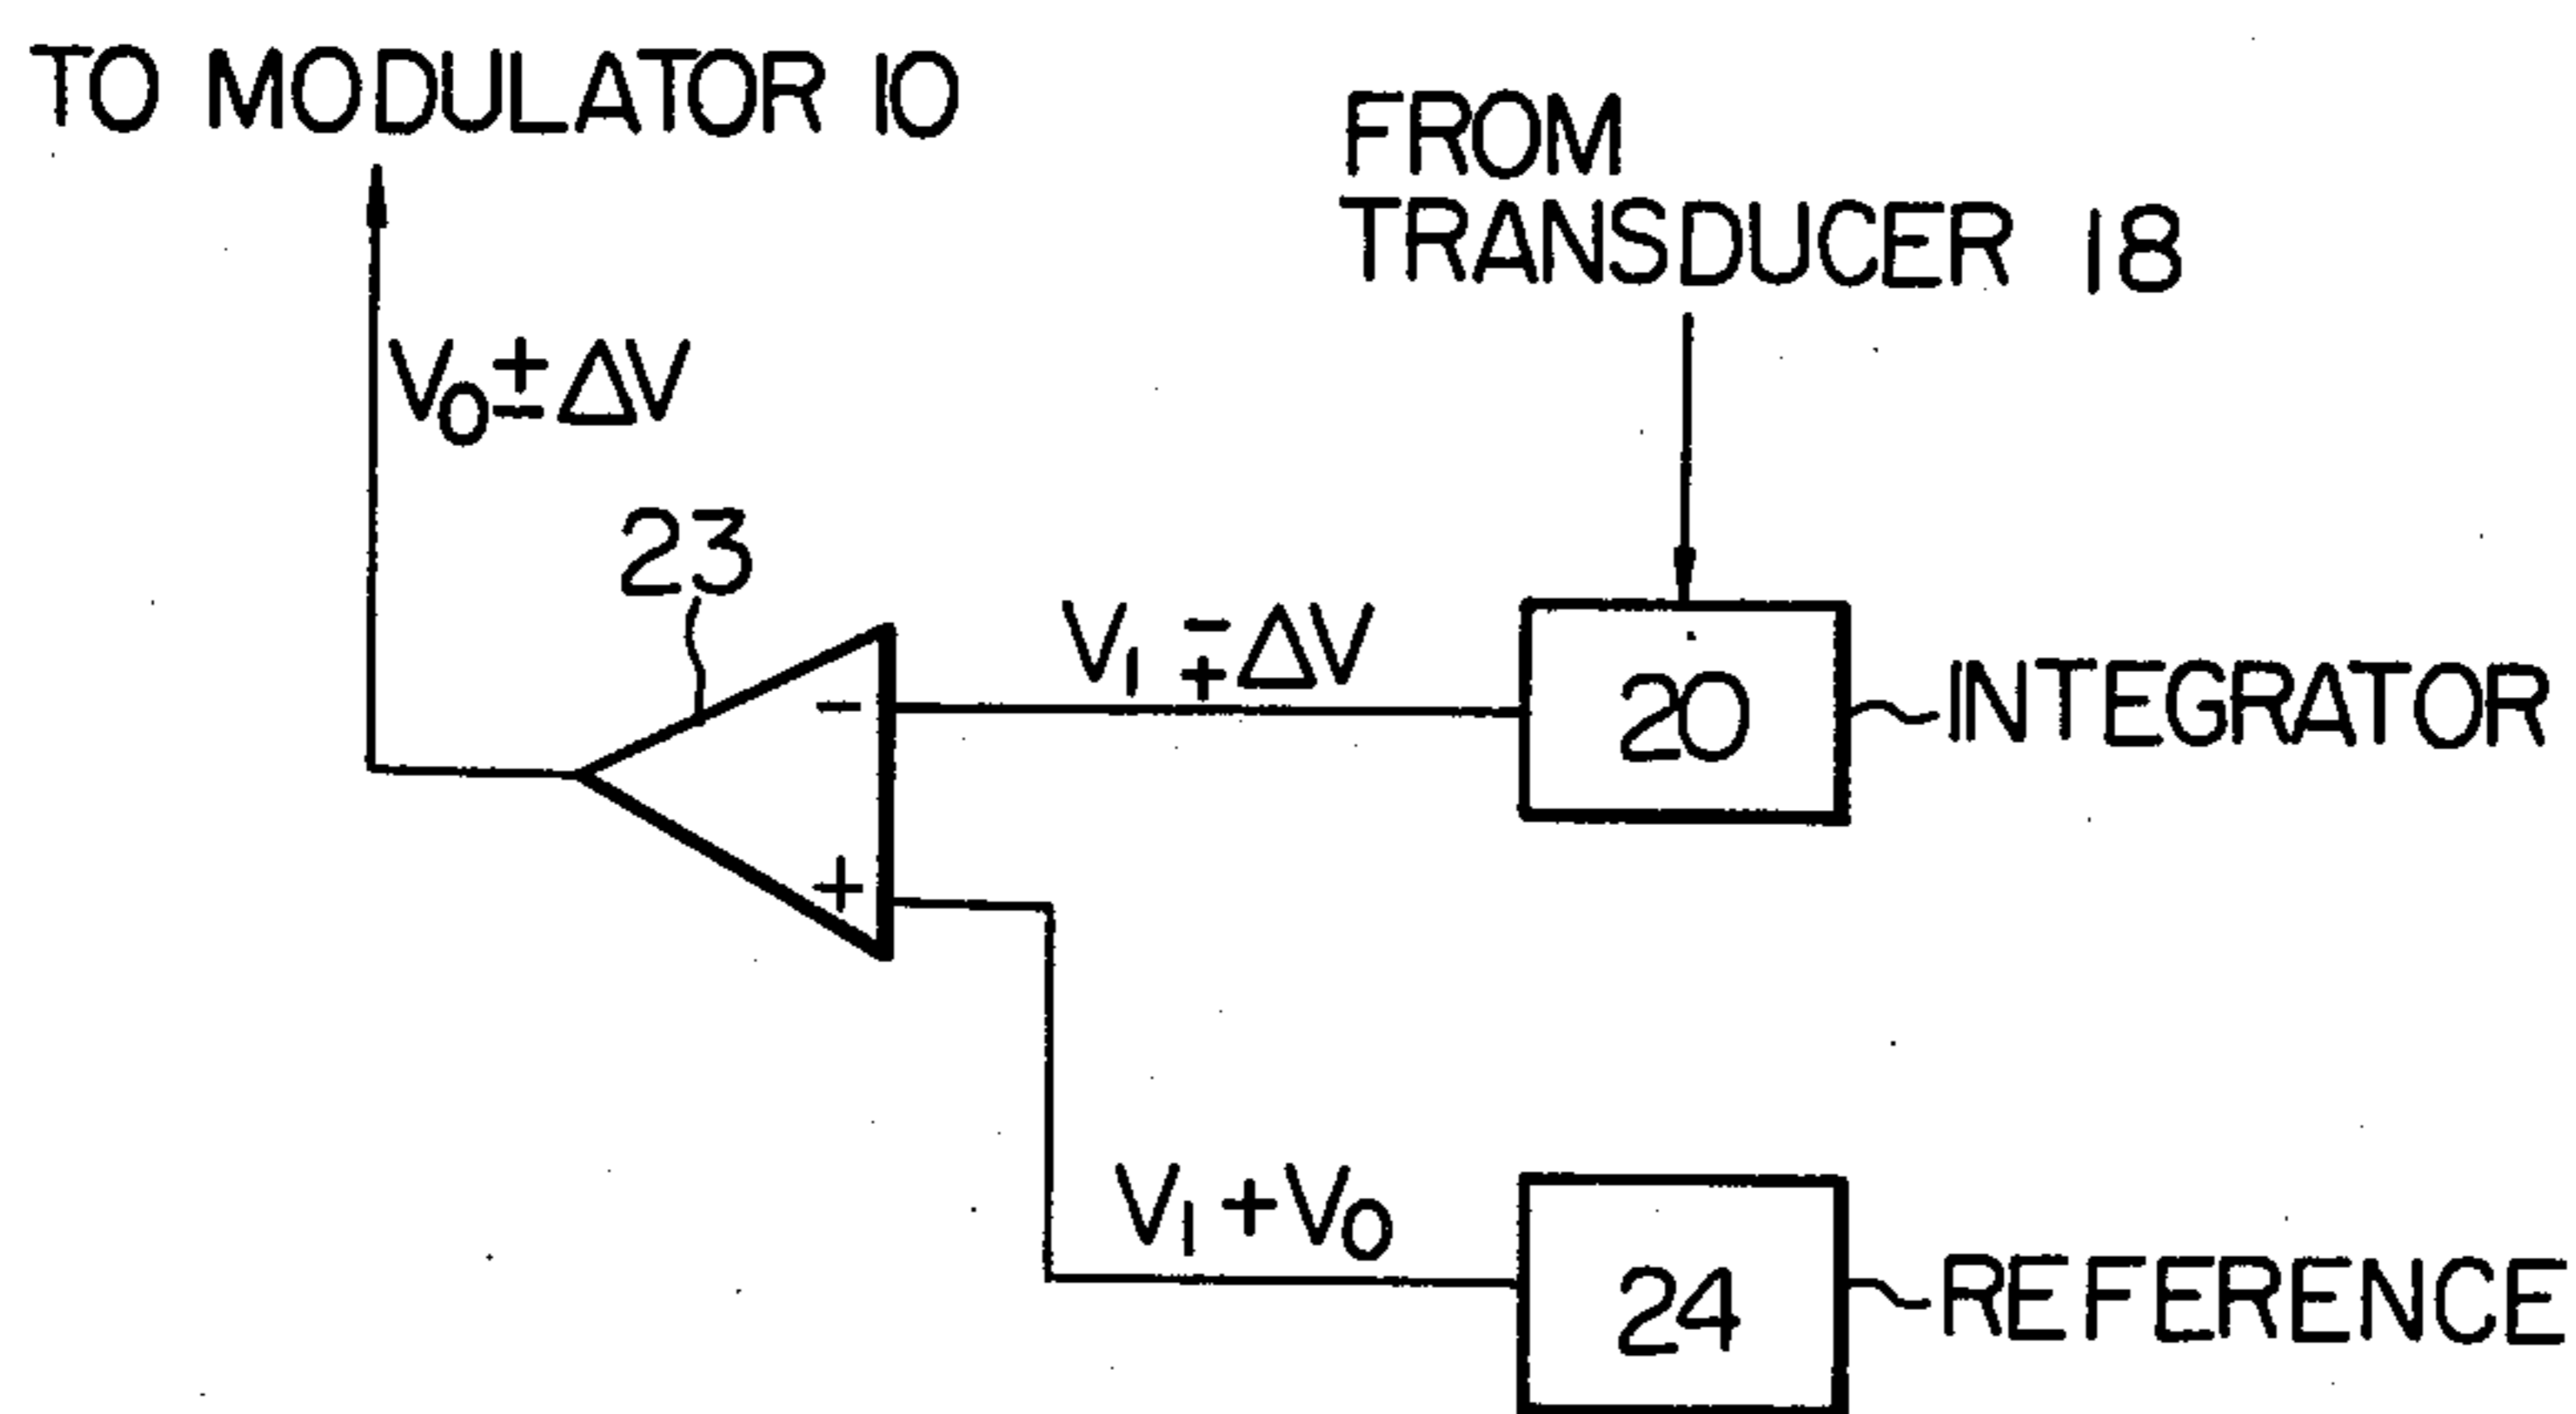 TO MODULATOR 10
FROM
TRANSDUCER 18
V₀ ± ΔV
23
V₁ ∓ ΔV
-
20
INTEGRATOR
+
V₁ + V₀
24
REFERENCE